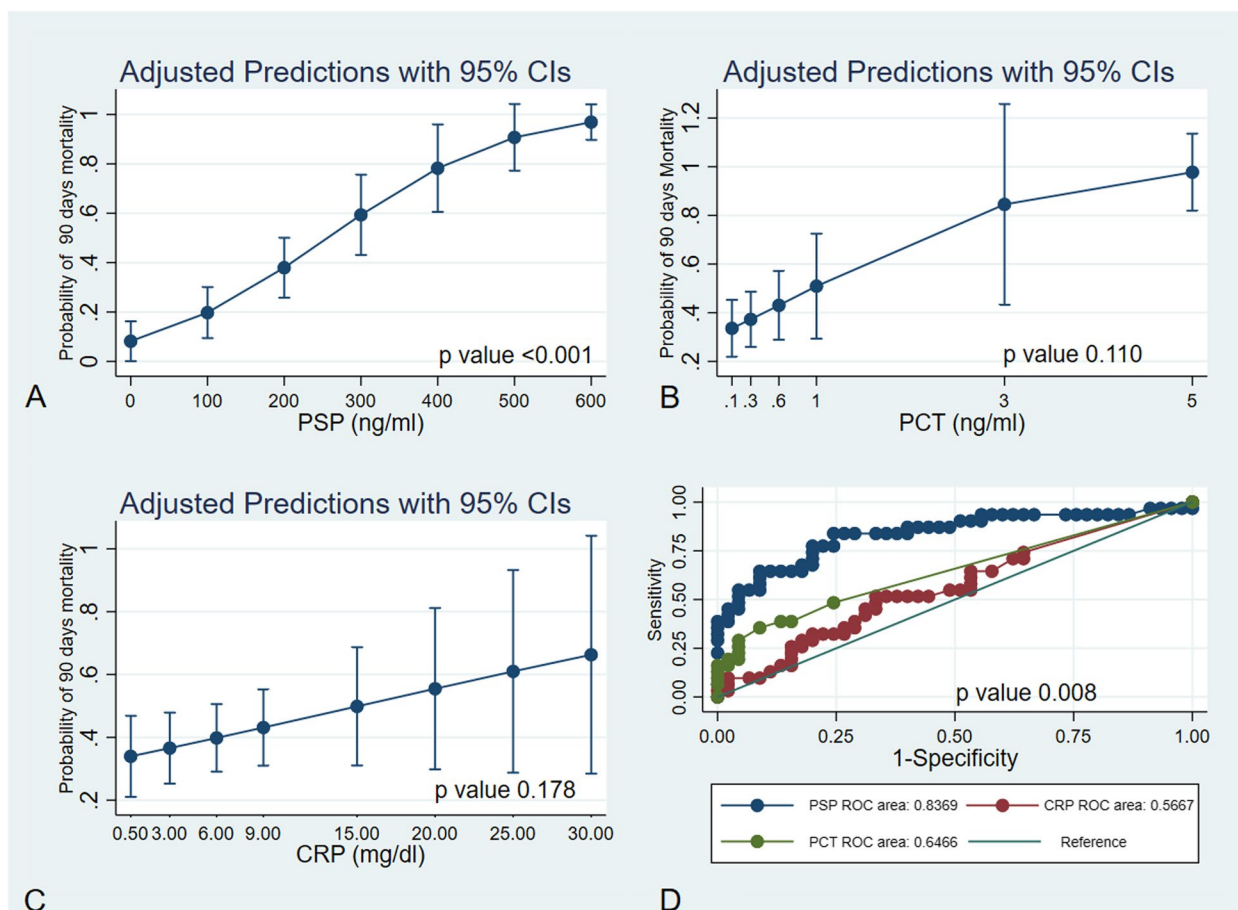 Adjusted Predictions with 95% CIs
Probability of 90 days mortality
1
.8
.6
.4
.2
0
p value <0.001
0 100 200 300 400 500 600
PSP (ng/ml)
A
Adjusted Predictions with 95% CIs
Probability of 90 days Mortality
1.2
1
.8
.6
.4
.2
p value 0.110
.1 .3 .6 1 3 5
PCT (ng/ml)
B
Adjusted Predictions with 95% CIs
Probability of 90 days mortality
1
.8
.6
.4
.2
p value 0.178
0.50 3.00 6.00 9.00 15.00 20.00 25.00 30.00
CRP (mg/dl)
C
Sensitivity
1.00
0.75
0.50
0.25
0.00
p value 0.008
0.00 0.25 0.50 0.75 1.00
1-Specificity
PSP ROC area: 0.8369 CRP ROC area: 0.5667
PCT ROC area: 0.6466 Reference
D